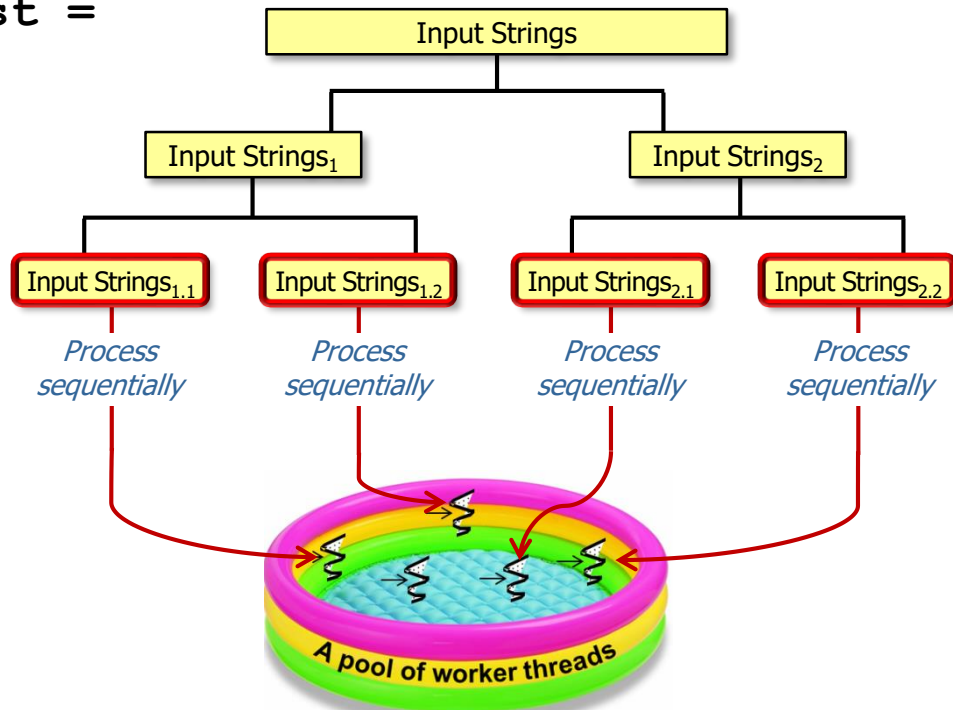 st =
Input Strings
Input Strings₁
Input Strings₂
Input Strings₁.₁
Input Strings₁.₂
Input Strings₂.₁
Input Strings₂.₂
Process
sequentially
Process
sequentially
Process
sequentially
Process
sequentially
A pool of worker threads